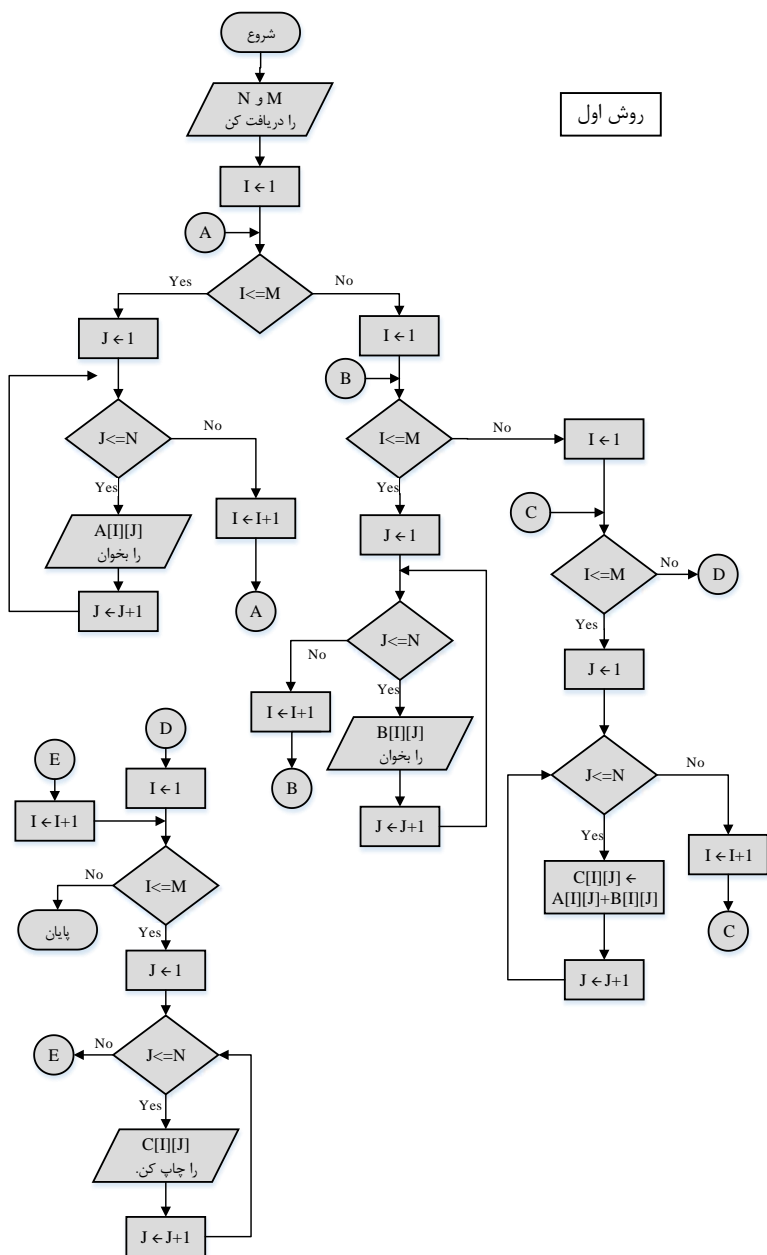 شروع
N و M
را دریافت کن
روش اول
I ← 1
A
I<=M
Yes
No
J ← 1
J<=N
No
Yes
A[I][J]
را بخوان
J ← J+1
I ← I+1
A
I ← 1
B
I<=M
No
Yes
J ← 1
J<=N
No
Yes
I ← I+1
B
B[I][J]
را بخوان
J ← J+1
I ← 1
C
I<=M
No
D
Yes
J ← 1
J<=N
No
Yes
I ← I+1
C
C[I][J] ←
A[I][J]+B[I][J]
J ← J+1
D
E
I ← 1
I ← I+1
I<=M
No
پایان
Yes
J ← 1
J<=N
No
E
Yes
C[I][J]
را چاپ کن.
J ← J+1